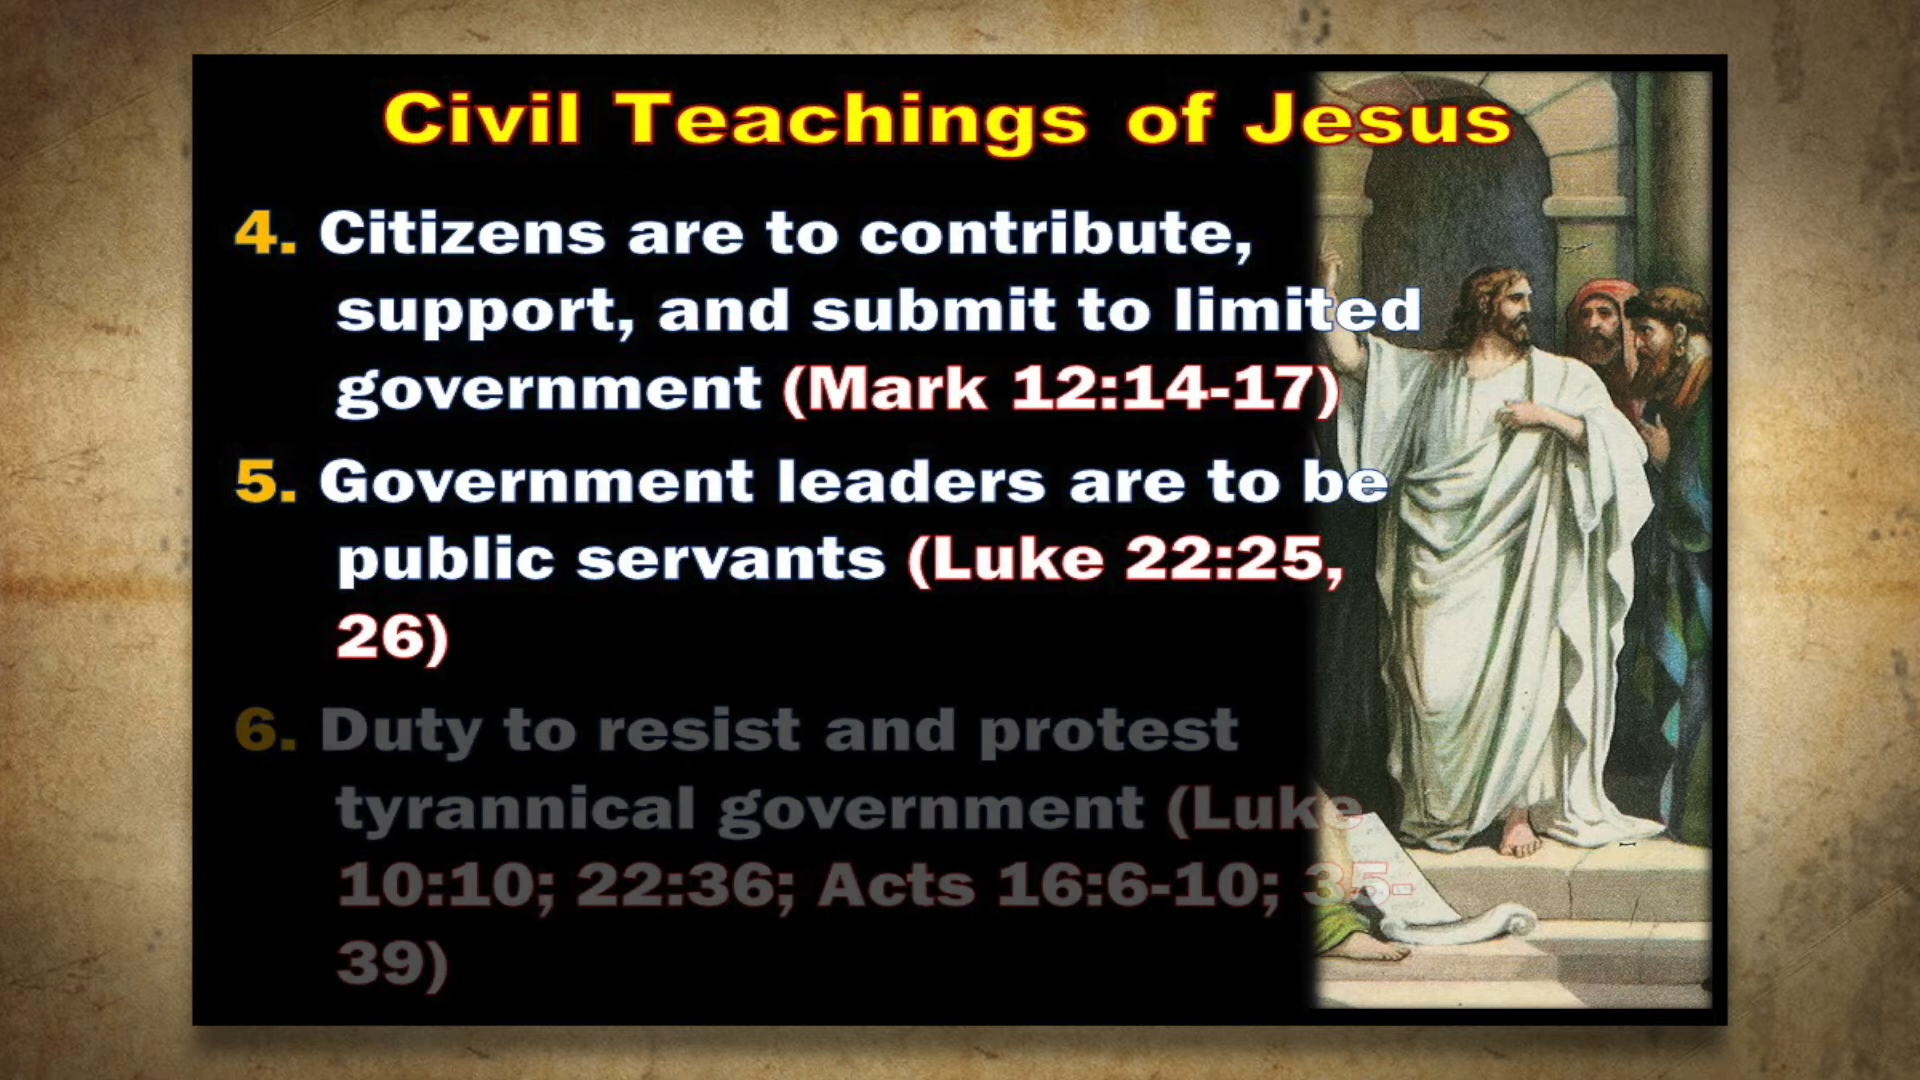 Civil Teachings of Jesus
4. Citizens are to contribute,
support, and submit to limited
government (Mark 12:14-17)
5. Government leaders are to be
public servants (Luke 22:25,
26)
6. Duty to resist and protest
tyrannical government (Luke
10:10; 22:36; Acts 16:6-10; 35-
39)